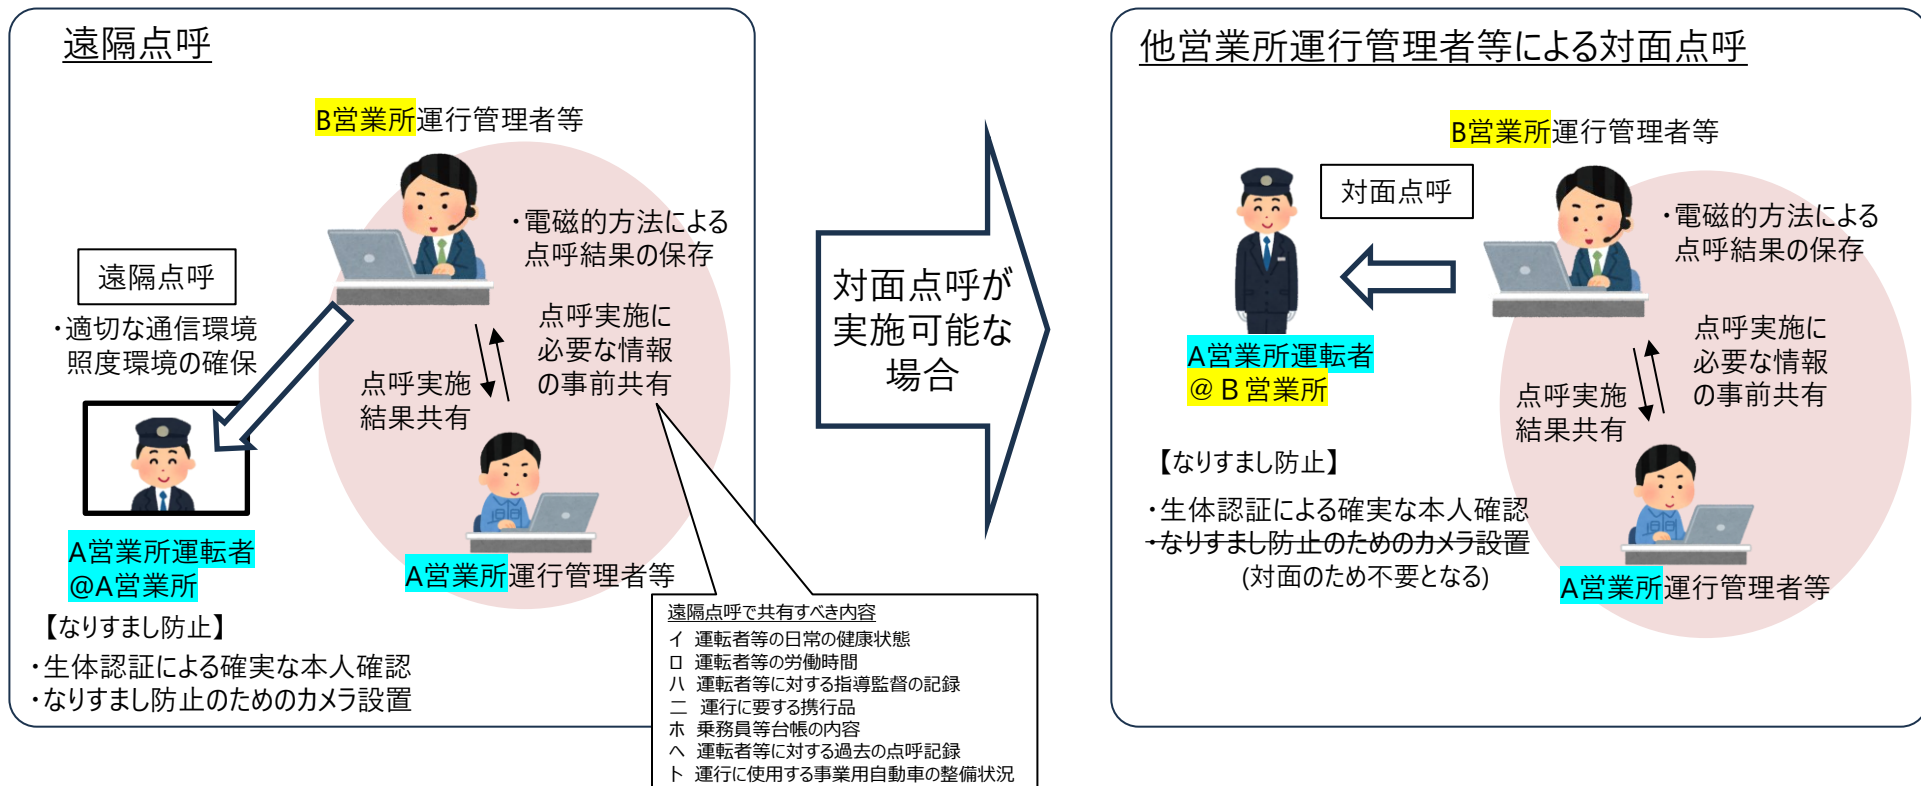 遠隔点呼
B営業所運行管理者等
・電磁的方法による
点呼結果の保存
遠隔点呼
・適切な通信環境
照度環境の確保
点呼実施に
必要な情報
の事前共有
点呼実施
結果共有
A営業所運転者
@A営業所
A営業所運行管理者等
【なりすまし防止】
・生体認証による確実な本人確認
・なりすまし防止のためのカメラ設置
遠隔点呼で共有すべき内容
イ 運転者等の日常の健康状態
ロ 運転者等の労働時間
ハ 運転者等に対する指導監督の記録
ニ 運行に要する携行品
ホ 乗務員等台帳の内容
ヘ 運転者等に対する過去の点呼記録
ト 運行に使用する事業用自動車の整備状況
対面点呼が
実施可能な
場合
他営業所運行管理者等による対面点呼
B営業所運行管理者等
対面点呼
・電磁的方法による
点呼結果の保存
A営業所運転者
@B営業所
点呼実施に
必要な情報
の事前共有
点呼実施
結果共有
【なりすまし防止】
・生体認証による確実な本人確認
・なりすまし防止のためのカメラ設置
(対面のため不要となる)
A営業所運行管理者等